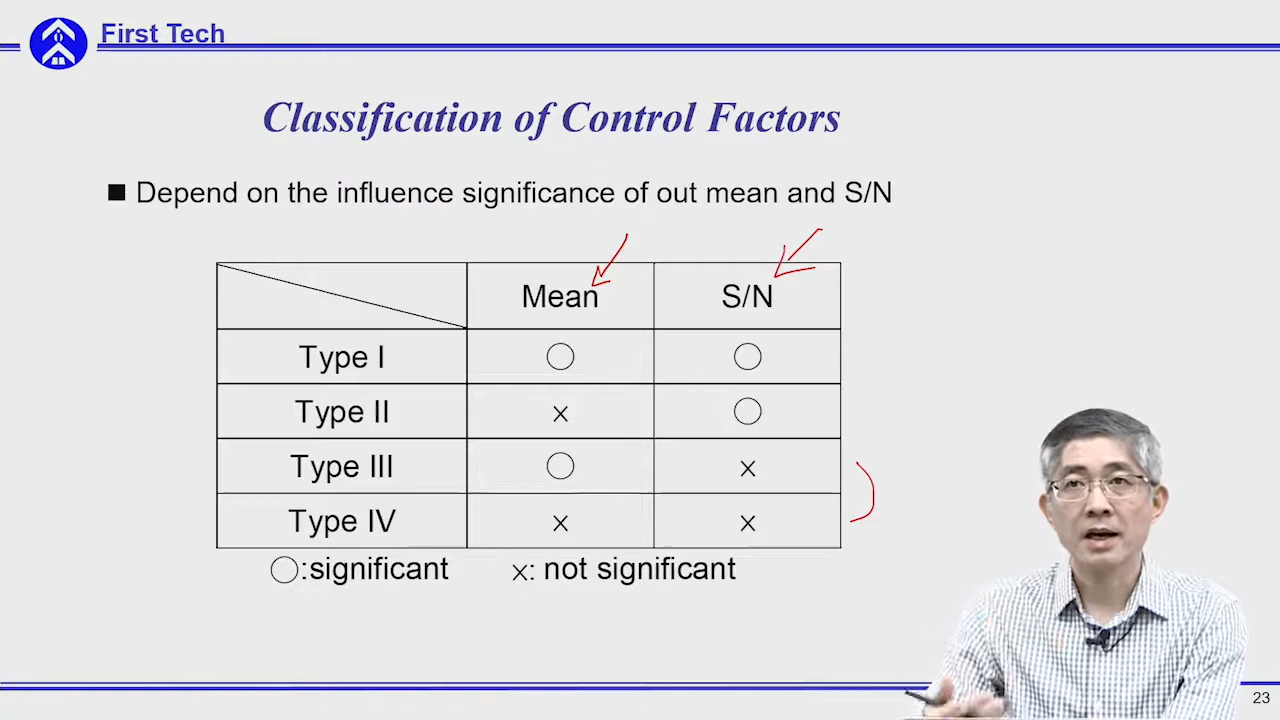 First Tech
Classification of Control Factors
■ Depend on the influence significance of out mean and S/N
Mean S/N
Type I ○ ○
Type II x ○
Type III ○ x
Type IV x x
○:significant x: not significant
23